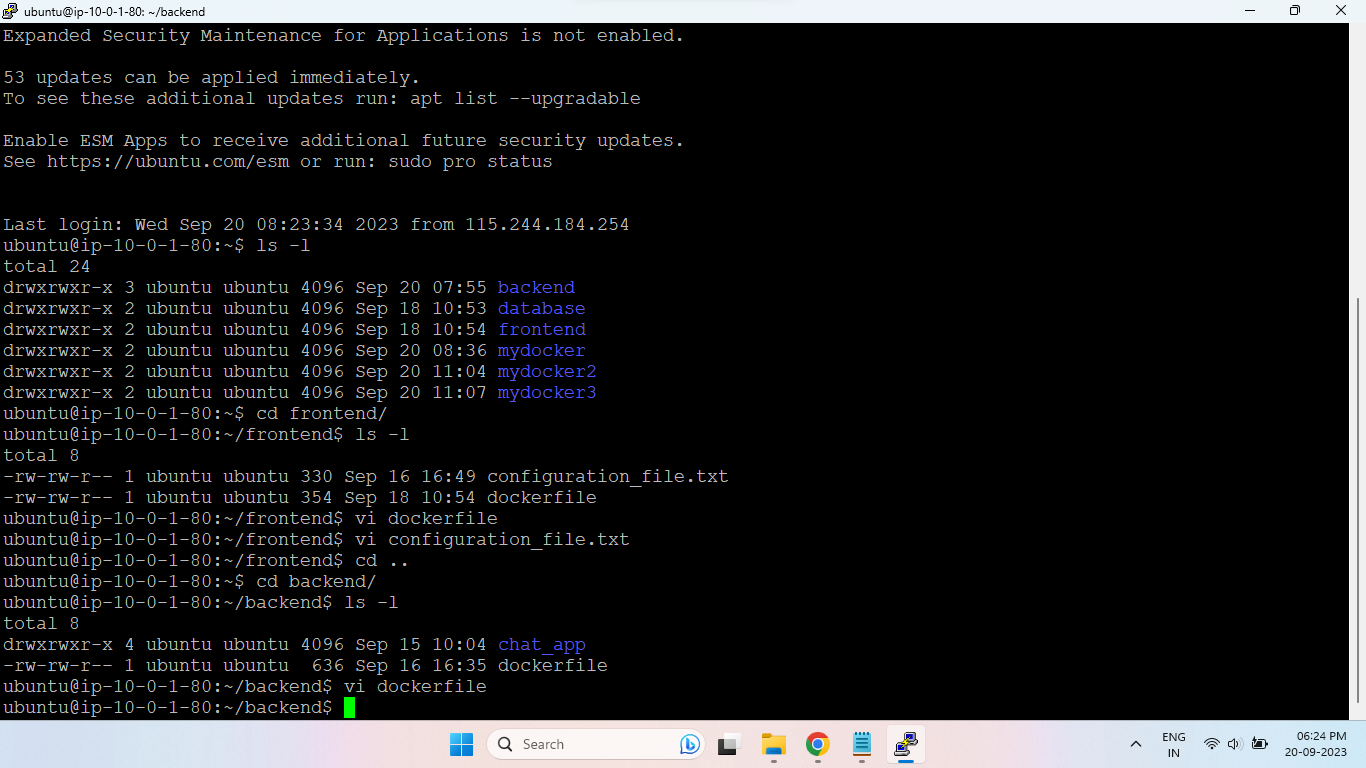 ubuntu@ip-10-0-1-80: ~/backend
Expanded Security Maintenance for Applications is not enabled.
53 updates can be applied immediately.
To see these additional updates run: apt list --upgradable
Enable ESM Apps to receive additional future security updates.
See https://ubuntu.com/esm or run: sudo pro status
Last login: Wed Sep 20 08:23:34 2023 from 115.244.184.254
ubuntu@ip-10-0-1-80:~$ ls -l
total 24
drwxrwxr-x 3 ubuntu ubuntu 4096 Sep 20 07:55 backend
drwxrwxr-x 2 ubuntu ubuntu 4096 Sep 18 10:53 database
drwxrwxr-x 2 ubuntu ubuntu 4096 Sep 18 10:54 frontend
drwxrwxr-x 2 ubuntu ubuntu 4096 Sep 20 08:36 mydocker
drwxrwxr-x 2 ubuntu ubuntu 4096 Sep 20 11:04 mydocker2
drwxrwxr-x 2 ubuntu ubuntu 4096 Sep 20 11:07 mydocker3
ubuntu@ip-10-0-1-80:~$ cd frontend/
ubuntu@ip-10-0-1-80:~/frontend$ ls -l
total 8
-rw-rw-r-- 1 ubuntu ubuntu 330 Sep 16 16:49 configuration_file.txt
-rw-rw-r-- 1 ubuntu ubuntu 354 Sep 18 10:54 dockerfile
ubuntu@ip-10-0-1-80:~/frontend$ vi dockerfile
ubuntu@ip-10-0-1-80:~/frontend$ vi configuration_file.txt
ubuntu@ip-10-0-1-80:~/frontend$ cd ..
ubuntu@ip-10-0-1-80:~$ cd backend/
ubuntu@ip-10-0-1-80:~/backend$ ls -l
total 8
drwxrwxr-x 4 ubuntu ubuntu 4096 Sep 15 10:04 chat_app
-rw-rw-r-- 1 ubuntu ubuntu  636 Sep 16 16:35 dockerfile
ubuntu@ip-10-0-1-80:~/backend$ vi dockerfile
ubuntu@ip-10-0-1-80:~/backend$
Search
ENG
IN
06:24 PM
20-09-2023